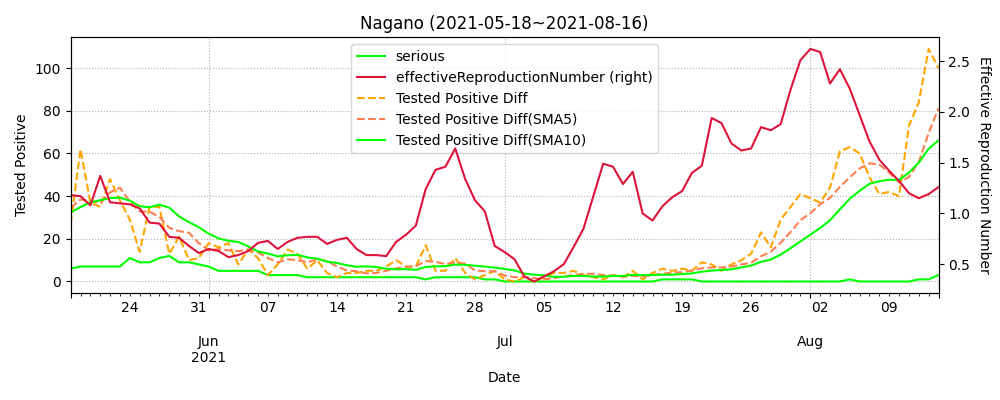 Nagano (2021-05-18~2021-08-16)
serious
effectiveReproductionNumber (right)
Tested Positive Diff
Tested Positive Diff(SMA5)
Tested Positive Diff(SMA10)
Tested Positive
100
80
60
40
20
0
2.5
2.0
1.5
1.0
0.5
Effective Reproduction Number
24 31 07 14 21 28 05 12 19 26 02 09
Jun Jul Aug
2021
Date